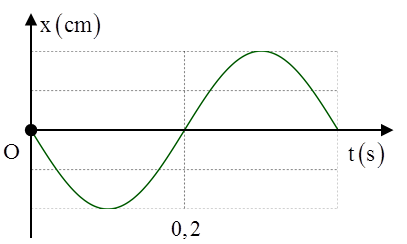 x (cm)
O
t (s)
0, 2